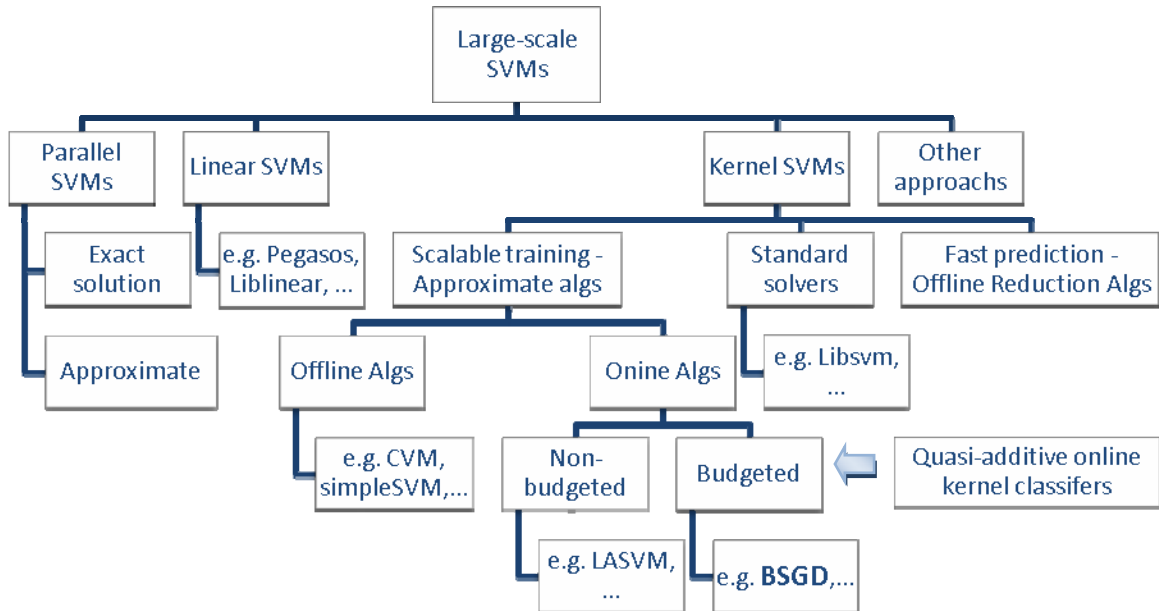 Large-scale
SVMs
Parallel
SVMs
Linear SVMs
Kernel SVMs
Other
approachs
Exact
solution
e.g. Pegasos,
Liblinear, ...
Scalable training -
Approximate algs
Standard
solvers
Fast prediction -
Offline Reduction Algs
Approximate
Offline Algs
Onine Algs
e.g. Libsvm,
...
e.g. CVM,
simpleSVM,...
Non-
budgeted
Budgeted
Quasi-additive online
kernel classifers
e.g. LASVM,
...
e.g. BSGD,...